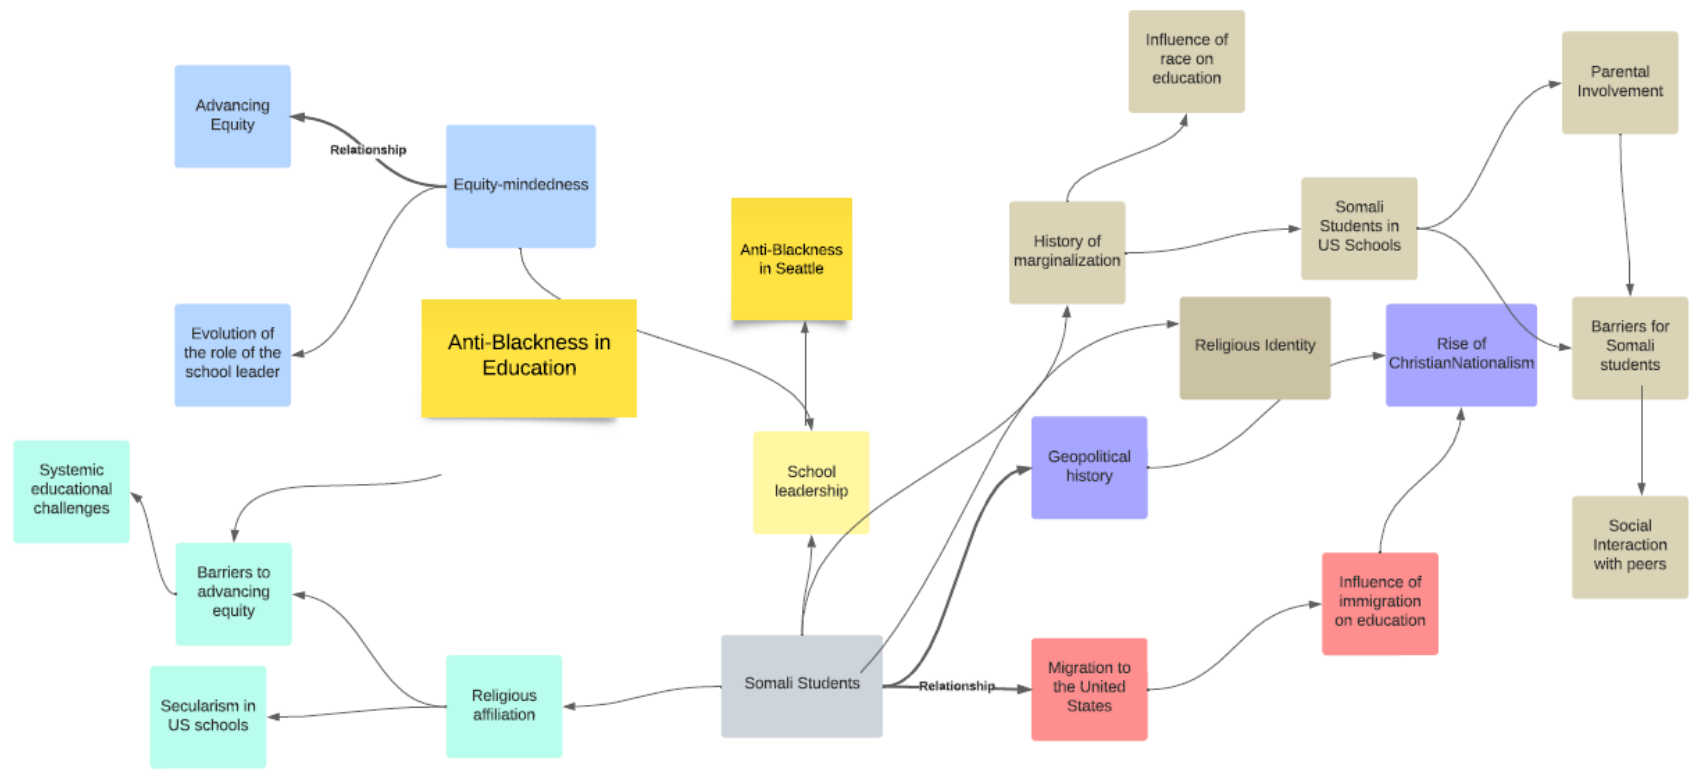 Influence of
race on
education
Parental
Involvement
Advancing
Equity
Relationship
Equity-mindedness
Anti-Blackness
in Seattle
History of
marginalization
Somali
Students in
US Schools
Evolution of
the role of the
school leader
Anti-Blackness in
Education
Religious Identity
Rise of
ChristianNationalism
Barriers for
Somali
students
Systemic
educational
challenges
School
leadership
Geopolitical
history
Social
Interaction
with peers
Barriers to
advancing
equity
Influence of
immigration
on education
Secularism in
US schools
Religious
affiliation
Somali Students
Relationship
Migration to
the United
States